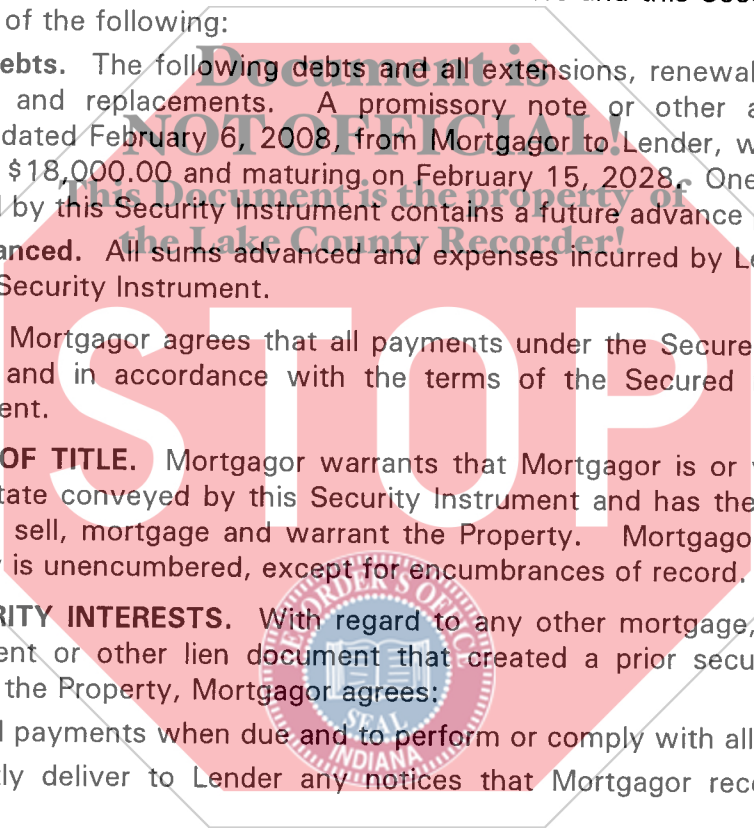 of the following:
ebts. The following debts and all extensions, renewal
and replacements. A promissory note or other a
dated February 6, 2008, from Mortgagor to Lender, w
$18,000.00 and maturing on February 15, 2028. One
by this Security Instrument contains a future advance
anced. All sums advanced and expenses incurred by Le
Security Instrument.
Mortgagor agrees that all payments under the Secure
and in accordance with the terms of the Secured
ent.
OF TITLE. Mortgagor warrants that Mortgagor is or
tate conveyed by this Security Instrument and has the
sell, mortgage and warrant the Property. Mortgago
is unencumbered, except for encumbrances of record.
RITY INTERESTS. With regard to any other mortgage,
ent or other lien document that created a prior secu
the Property, Mortgagor agrees:
l payments when due and to perform or comply with all
tly deliver to Lender any notices that Mortgagor rece
Document is
NOT OFFICIAL!
This Document is the property of
the Lake County Recorder!
STOP
RECORDER'S OFFICE
SEAL
INDIANA